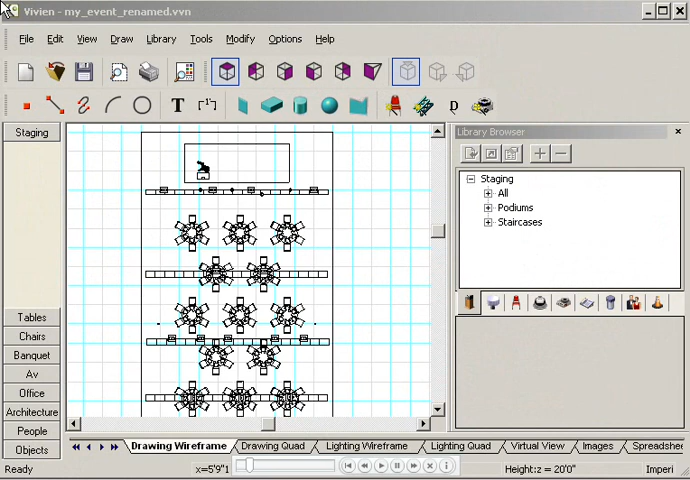 Vivien - my_event_renamed.vvn
File Edit View Draw Library Tools Modify Options Help
T
Staging
Tables
Chairs
Banquet
Av
Office
Architecture
People
Objects
Library Browser
Staging
All
Podiums
Staircases
Drawing Wireframe Drawing Quad Lighting Wireframe Lighting Quad Virtual View Images Spreadshee
Ready x=5'9"1 Height:z = 20'0" Imperi